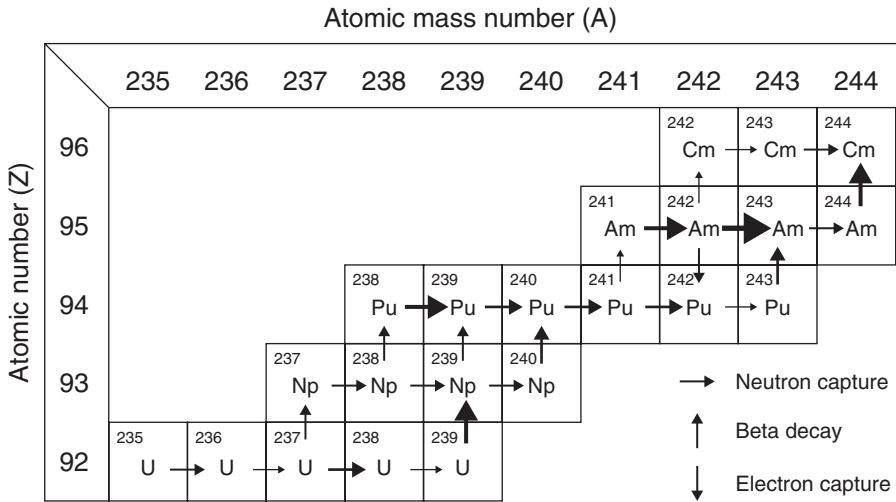 Atomic mass number (A)
235 236 237 238 239 240 241 242 243 244
Atomic number (Z)
96
242 243 244
Cm Cm Cm
95
241 242 243 244
Am Am Am Am
94
238 239 240 241 242 243
Pu Pu Pu Pu Pu Pu
93
237 238 239 240
Np Np Np Np
Neutron capture
Beta decay
92
235 236 237 238 239
U U U U U
Electron capture